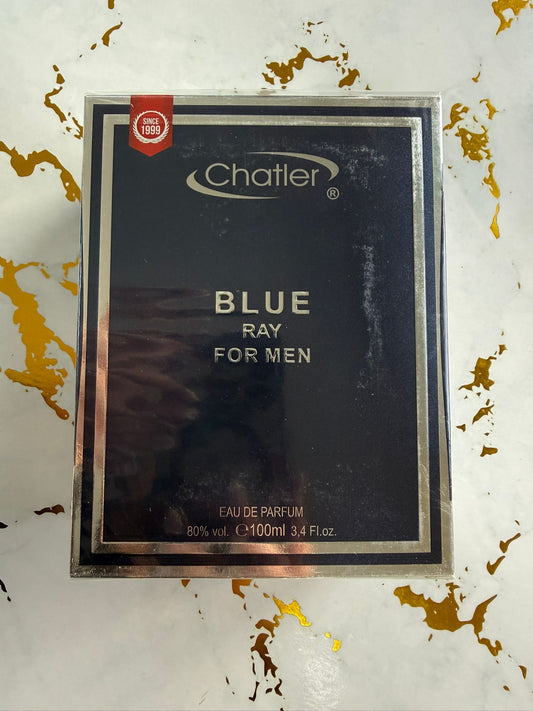 SINCE
1999
Chatler®
BLUE
RAY
FOR MEN
EAU DE PARFUM
80% vol. ℮100ml 3,4 Fl.oz.